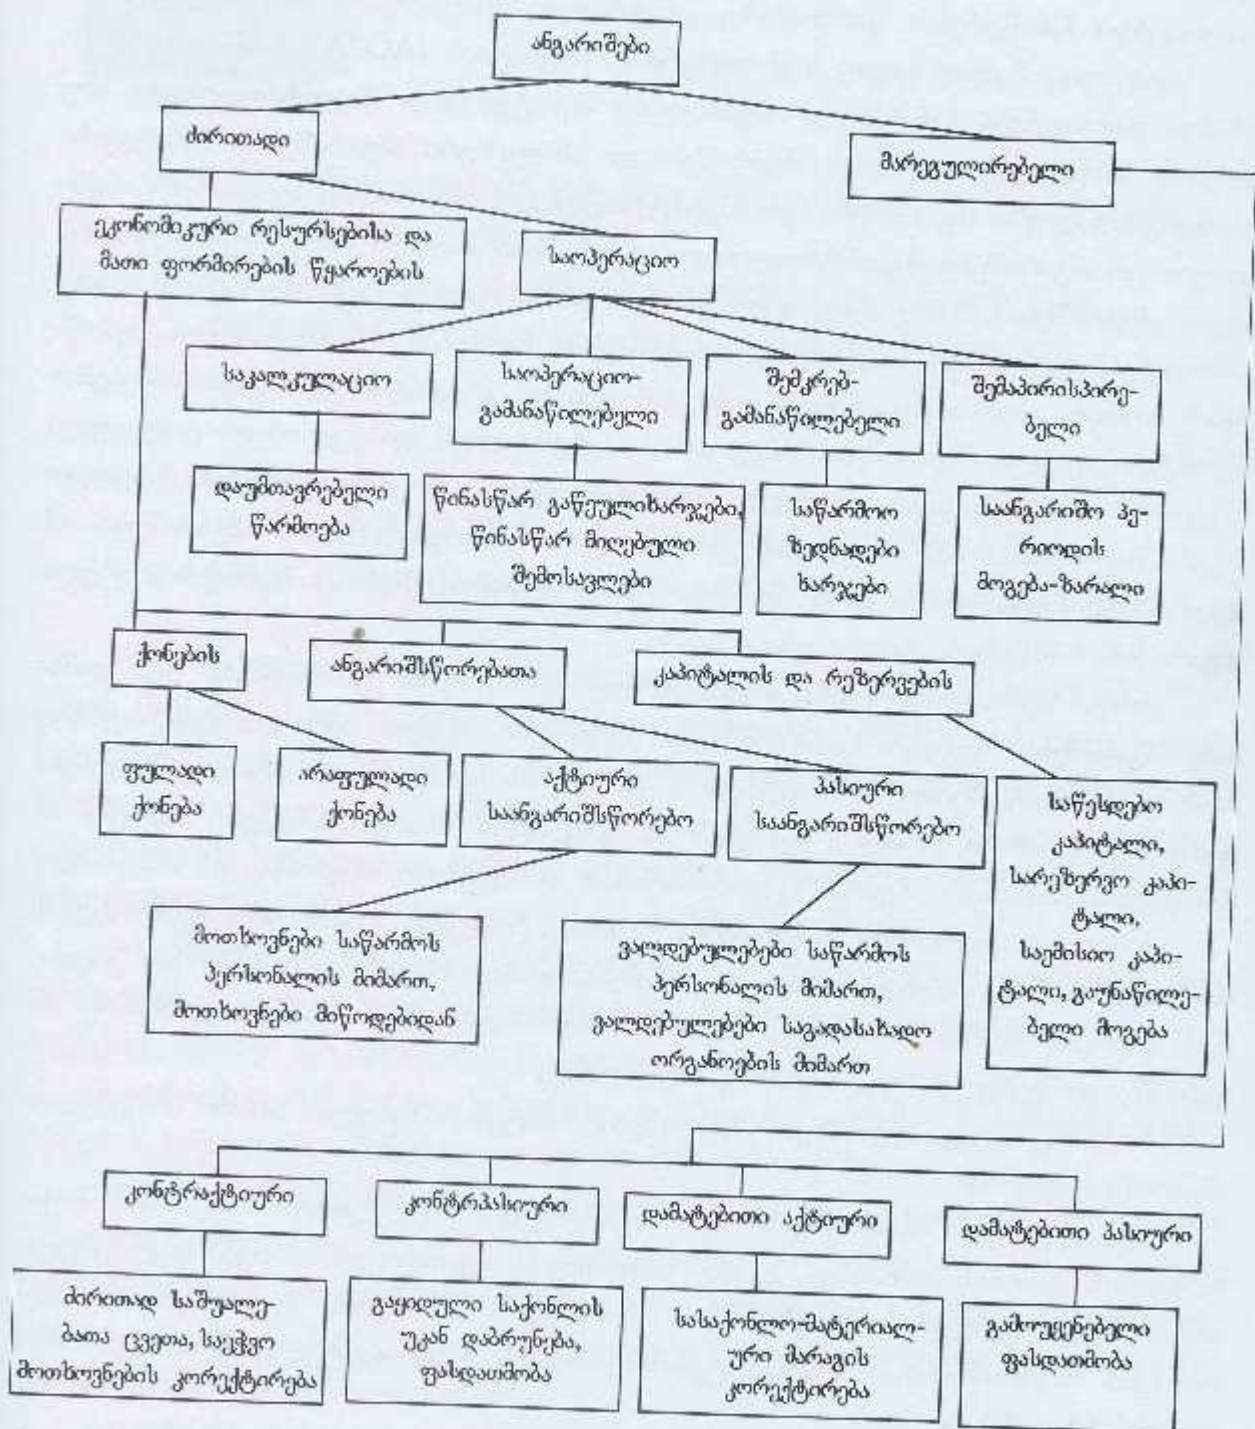 ანგარიშები
ძირითადი
მარეგულირებელი
ეკონომიკური რესურსებისა და
მათი ფორმირების წყაროების
საოპერაციო
საკალკულაციო
საოპერაციო-
გამანაწილებელი
შემკრებ-
გამანაწილებელი
შემაპირისპირე-
ბელი
დაუმთავრებელი
წარმოება
წინასწარ გაწეულიხარჯები,
წინასწარ მიღებული
შემოსავლები
საწარმოო
ზედნადები
ხარჯები
საანგარიშო პე-
რიოდის
მოგება-ზარალი
ქონების
ანგარიშსწორებათა
კაპიტალის და რეზერვების
ფულადი
ქონება
არაფულადი
ქონება
აქტიური
საანგარიშსწორებო
პასიური
საანგარიშსწორებო
საწესდებო
კაპიტალი,
სარეზერვო კაპი-
ტალი,
საემისიო კაპი-
ტალი, გაუნაწილე-
ბელი მოგება
მოთხოვნები საწარმოს
პერსონალის მიმართ,
მოთხოვნები მიწოდებიდან
ვალდებულებები საწარმოს
პერსონალის მიმართ,
ვალდებულებები საგადასახადო
ორგანოების მიმართ
კონტრაქტიური
კონტრპასიური
დამატებითი აქტიური
დამატებითი პასიური
ძირითად საშუალე-
ბათა ცვეთა, საეჭვო
მოთხოვნების კორექტირება
გაყიდული საქონლის
უკან დაბრუნება,
ფასდათმობა
სასაქონლო-მატერიალ-
ური მარაგის
კორექტირება
გამოუყენებელი
ფასდათმობა